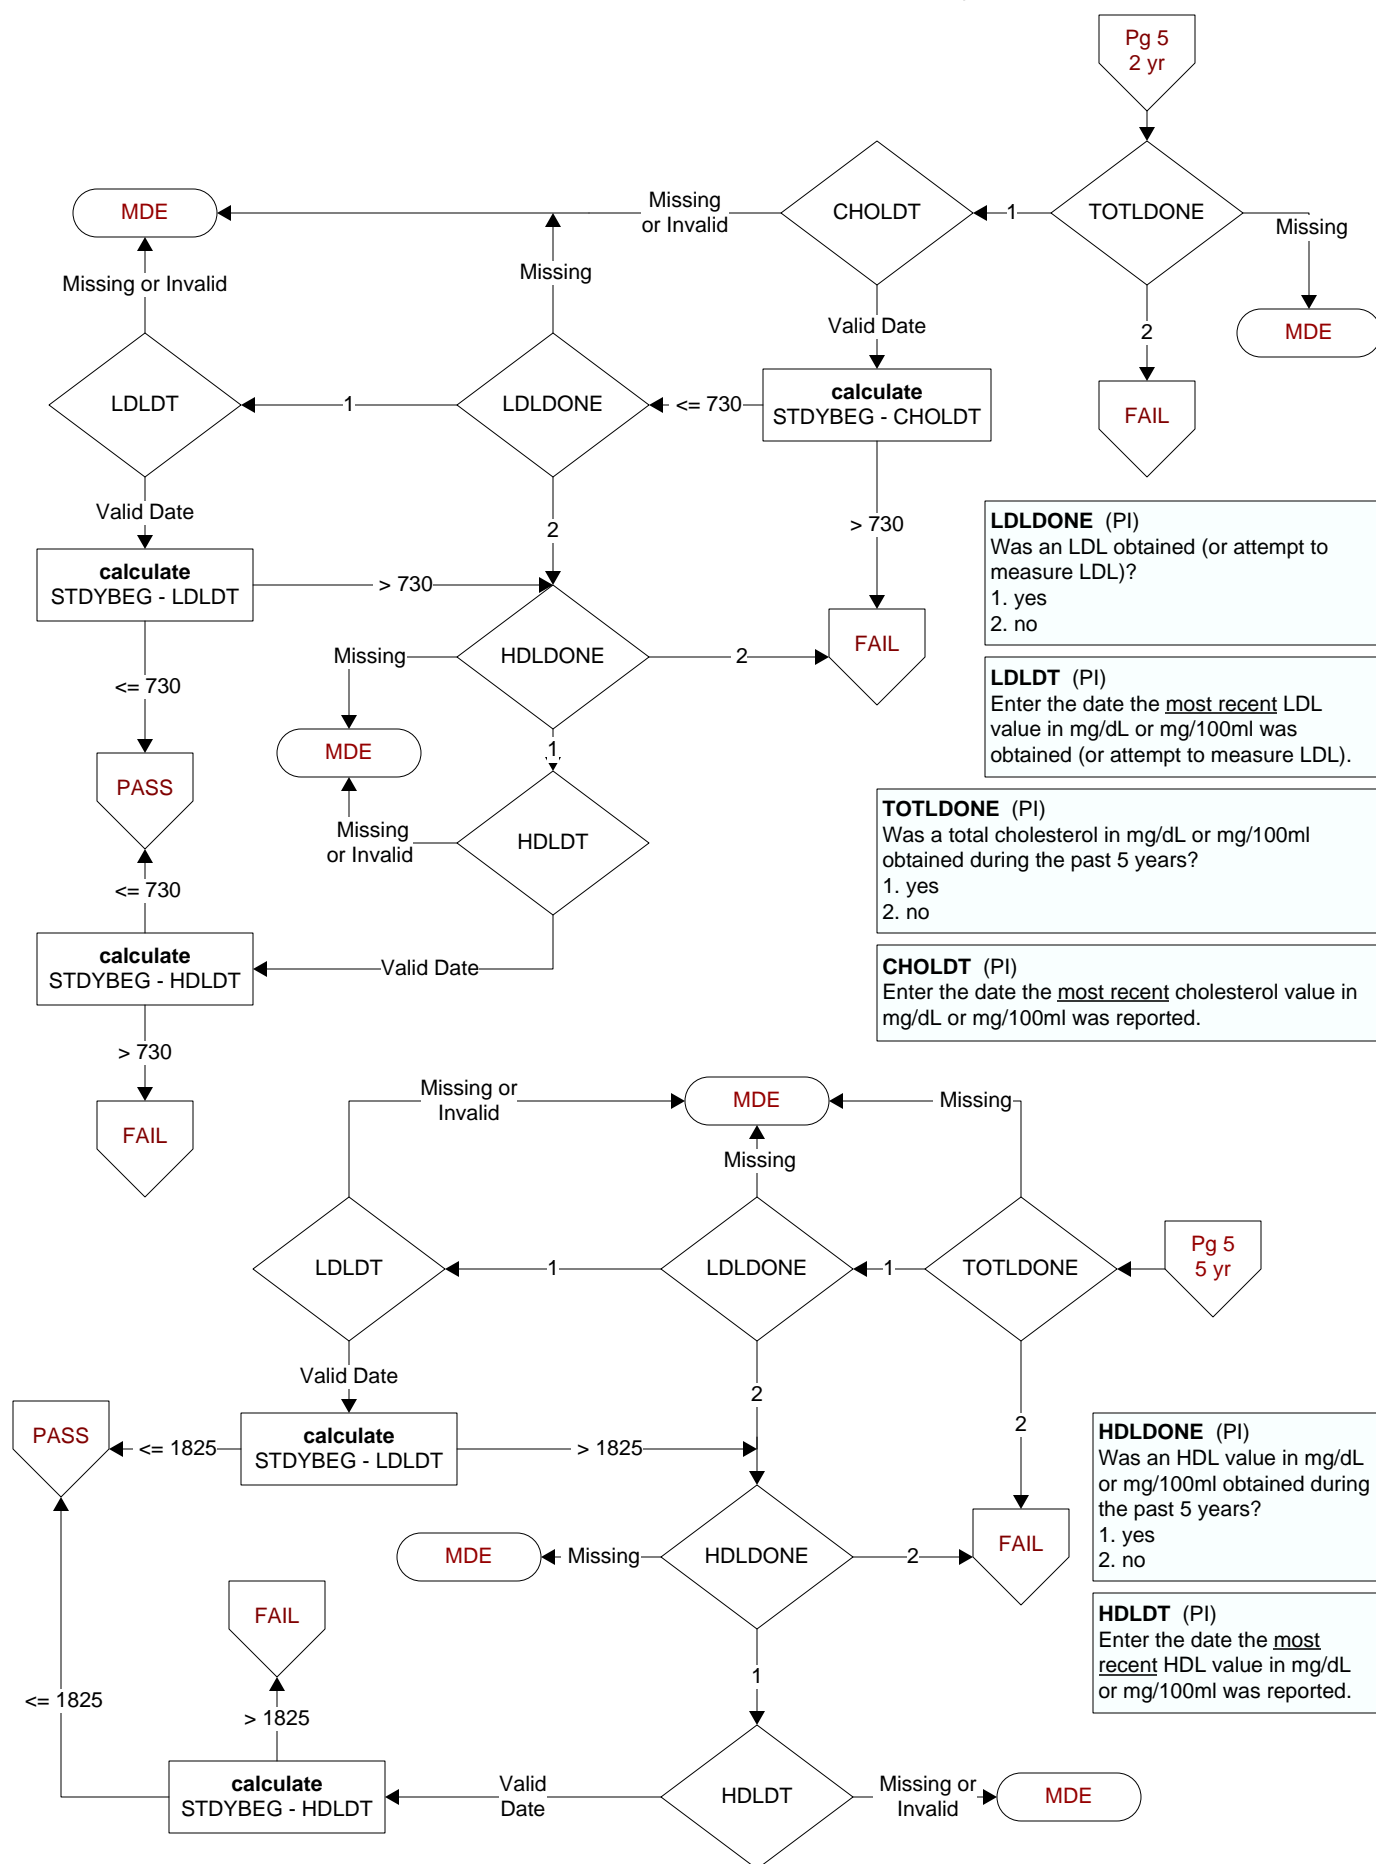 Pg 5
2 yr
TOTLDONE
Missing
MDE
2
FAIL
1
CHOLDT
Missing
or Invalid
MDE
Valid Date
calculate
STDYBEG - CHOLDT
<= 730
> 730
FAIL
LDLDONE
Missing
1
LDLDT
Missing or Invalid
Valid Date
calculate
STDYBEG - LDLDT
> 730
<= 730
PASS
2
HDLDONE
2
Missing
MDE
1
HDLDT
Missing
or Invalid
Valid Date
calculate
STDYBEG - HDLDT
<= 730
> 730
FAIL
LDLDONE (PI)
Was an LDL obtained (or attempt to
measure LDL)?
1. yes
2. no
LDLDT (PI)
Enter the date the most recent LDL
value in mg/dL or mg/100ml was
obtained (or attempt to measure LDL).
TOTLDONE (PI)
Was a total cholesterol in mg/dL or mg/100ml
obtained during the past 5 years?
1. yes
2. no
CHOLDT (PI)
Enter the date the most recent cholesterol value in
mg/dL or mg/100ml was reported.
Pg 5
5 yr
TOTLDONE
Missing
MDE
2
FAIL
1
LDLDONE
Missing
1
LDLDT
Missing or
Invalid
Valid Date
calculate
STDYBEG - LDLDT
<= 1825
PASS
> 1825
2
HDLDONE
2
Missing
MDE
1
HDLDT
Missing or
Invalid
MDE
Valid
Date
calculate
STDYBEG - HDLDT
> 1825
FAIL
<= 1825
HDLDONE (PI)
Was an HDL value in mg/dL
or mg/100ml obtained during
the past 5 years?
1. yes
2. no
HDLDT (PI)
Enter the date the most
recent HDL value in mg/dL
or mg/100ml was reported.